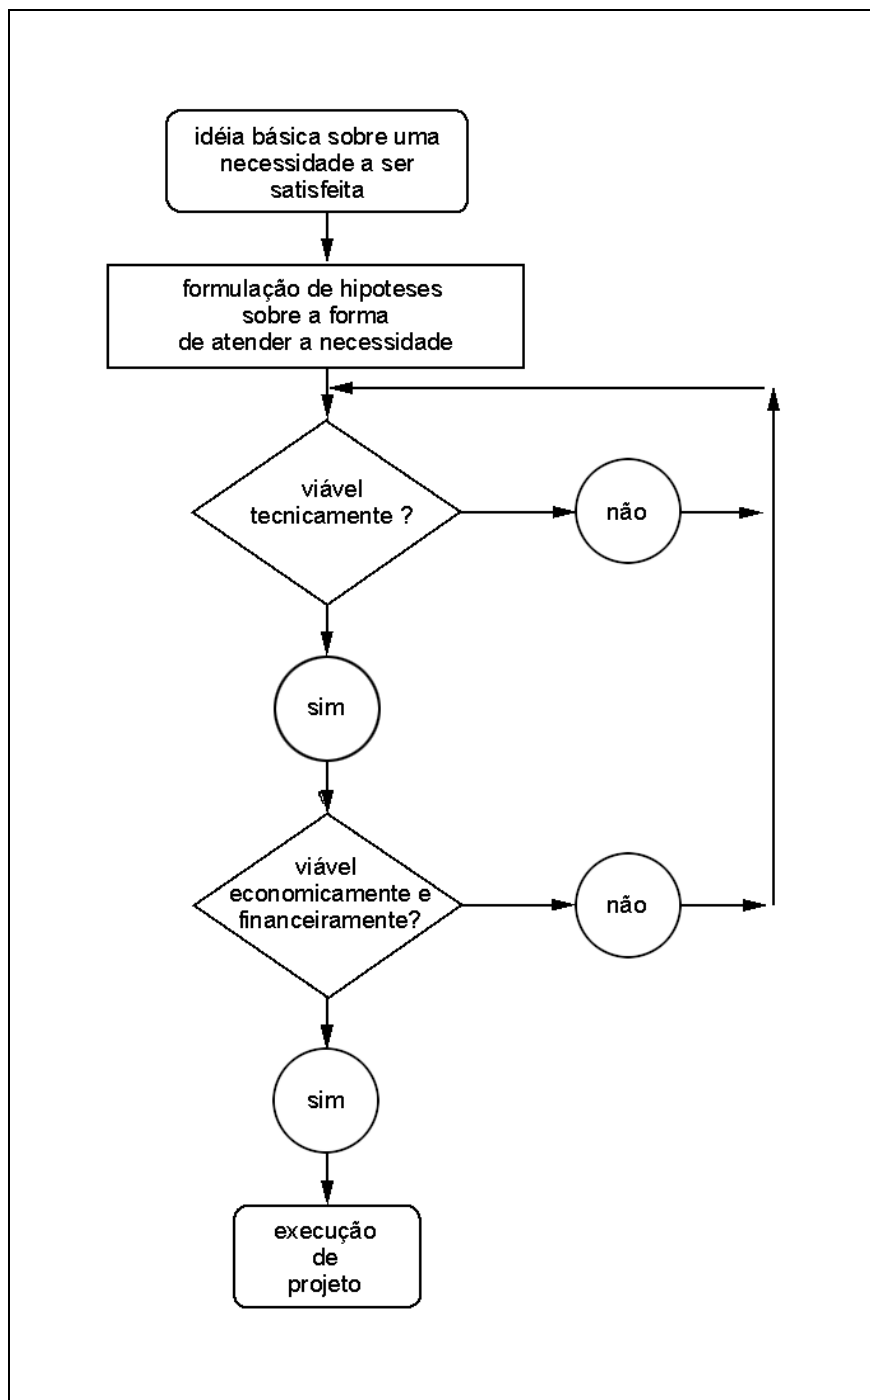 idéia básica sobre uma
necessidade a ser
satisfeita
formulação de hipoteses
sobre a forma
de atender a necessidade
viável
tecnicamente ?
não
sim
viável
economicamente e
financeiramente?
não
sim
execução
de
projeto